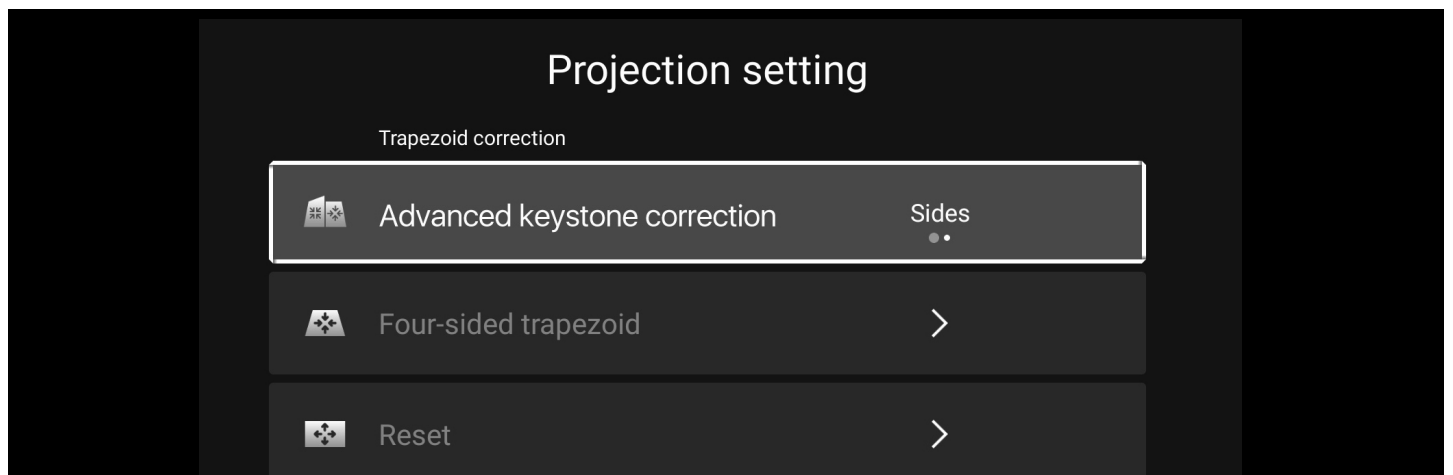 Projection setting
Trapezoid correction
Advanced keystone correction
Sides
Four-sided trapezoid
Reset